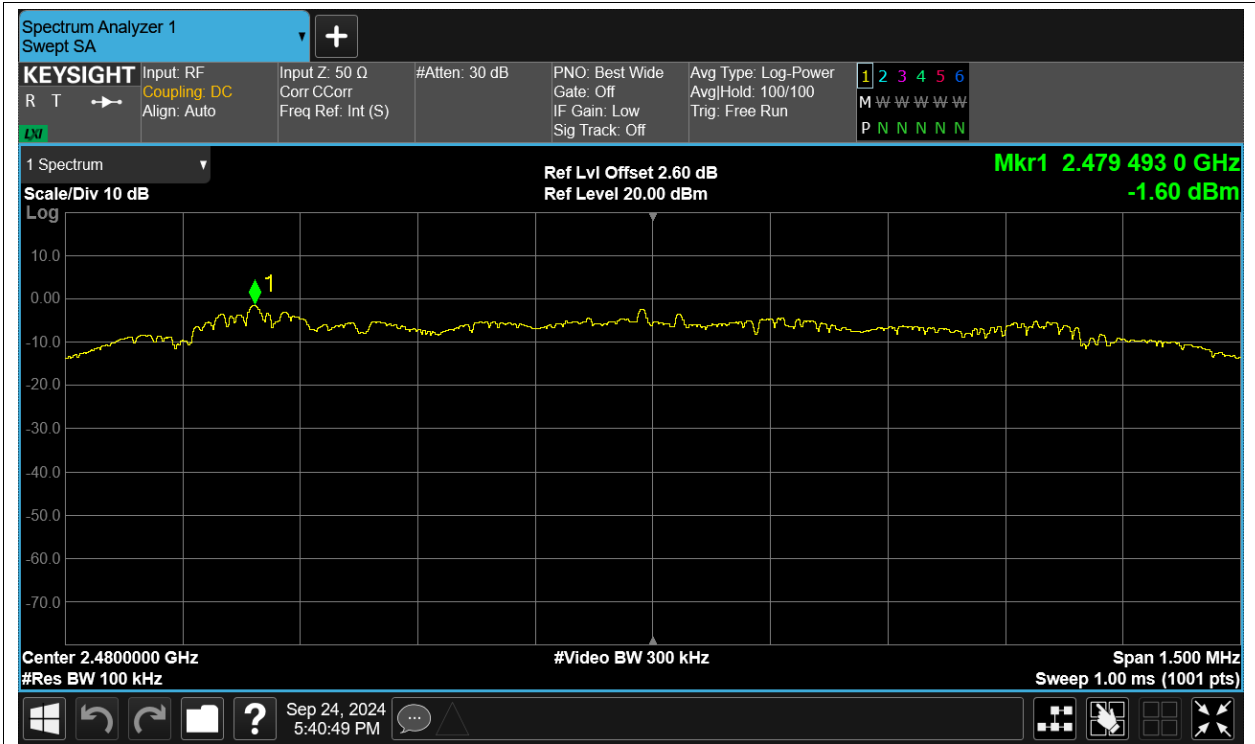 Spectrum Analyzer 1
Swept SA
KEYSIGHT
R T
LXI
Input: RF
Coupling: DC
Align: Auto
Input Z: 50 Ω
Corr CCorr
Freq Ref: Int (S)
#Atten: 30 dB
PNO: Best Wide
Gate: Off
IF Gain: Low
Sig Track: Off
Avg Type: Log-Power
Avg|Hold: 100/100
Trig: Free Run
1 2 3 4 5 6
M W W W W W
P N N N N N
1 Spectrum
Scale/Div 10 dB
Log
Ref Lvl Offset 2.60 dB
Ref Level 20.00 dBm
Mkr1 2.479 493 0 GHz
-1.60 dBm
1
10.0
0.00
-10.0
-20.0
-30.0
-40.0
-50.0
-60.0
-70.0
Center 2.4800000 GHz
#Res BW 100 kHz
#Video BW 300 kHz
Span 1.500 MHz
Sweep 1.00 ms (1001 pts)
?
Sep 24, 2024
5:40:49 PM